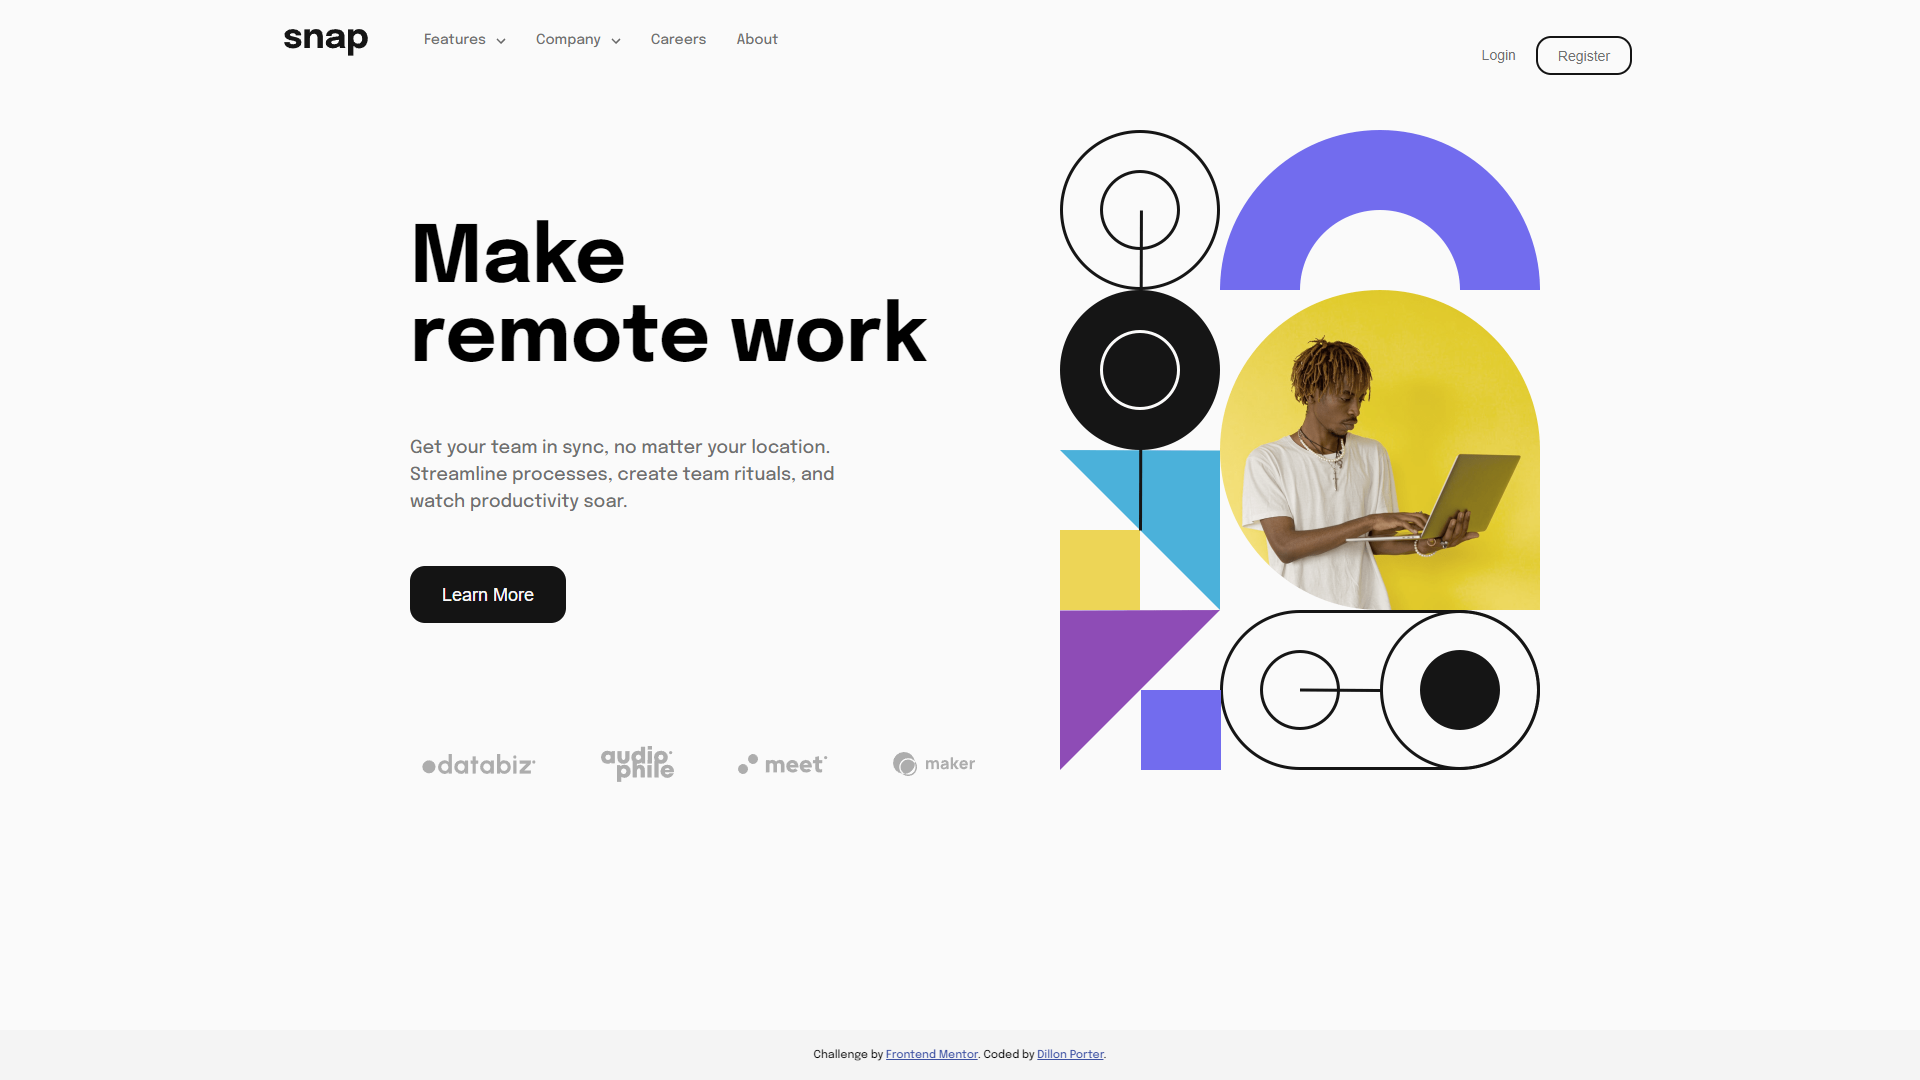 snap
Features
Company
Careers
About
Login
Register
Make
remote work
Get your team in sync, no matter your location.
Streamline processes, create team rituals, and
watch productivity soar.
Learn More
databiz
audiophile
meet
maker
Challenge by Frontend Mentor. Coded by Dillon Porter.